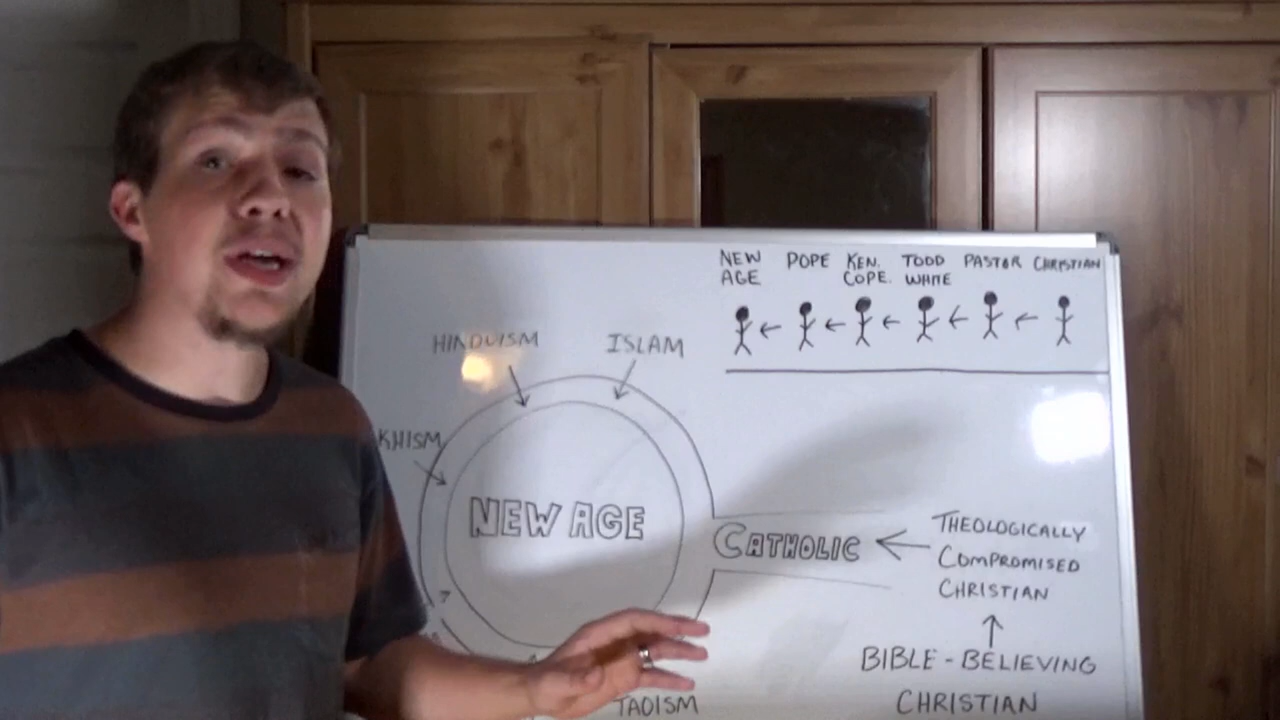 NEW POPE KEN. TODD PASTOR CHRISTIAN
AGE COPE. WHITE
HINDUISM ISLAM
KHISM
NEW AGE
CATHOLIC
THEOLOGICALLY
COMPROMISED
CHRISTIAN
BIBLE-BELIEVING
CHRISTIAN
TAOISM